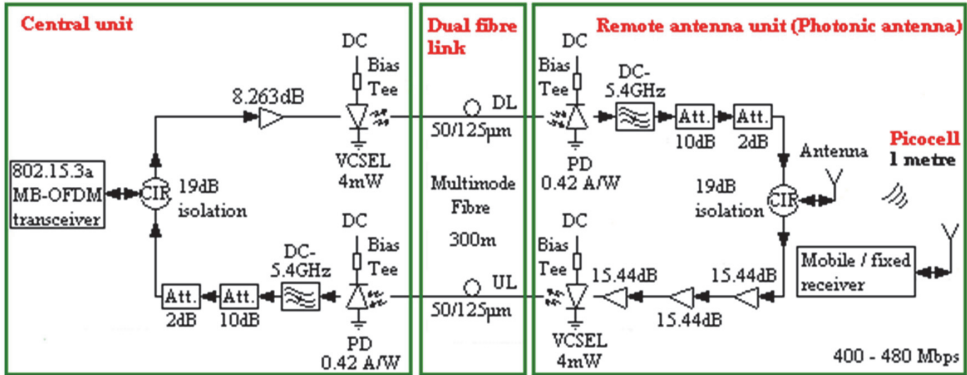 Central unit
DC
Bias
Tee
8.263dB
VCSEL
4mW
802.15.3a
MB-OFDM
transceiver
CIR
19dB
isolation
DC
Bias
Tee
DC-
5.4GHz
Att.
Att.
2dB
10dB
PD
0.42 A/W
Dual fibre
link
DL
50/125μm
Multimode
Fibre
300m
UL
50/125μm
Remote antenna unit (Photonic antenna)
DC
Bias
Tee
DC-
5.4GHz
Att.
Att.
10dB
2dB
PD
0.42 A/W
Antenna
Picocell
1 metre
19dB
isolation
CIR
DC
Bias
Tee
15.44dB
15.44dB
15.44dB
VCSEL
4mW
Mobile / fixed
receiver
400 - 480 Mbps